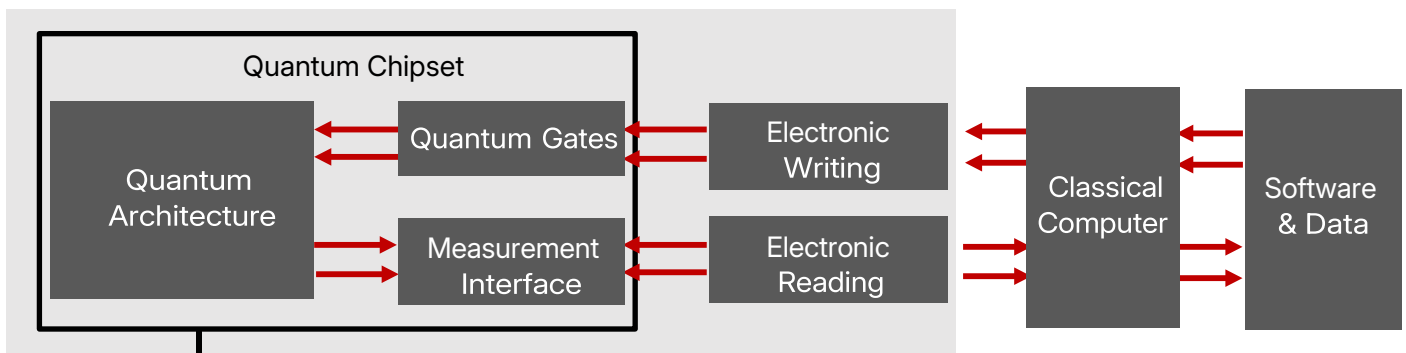 Quantum Chipset
Quantum
Architecture
Quantum Gates
Measurement
Interface
Electronic
Writing
Electronic
Reading
Classical
Computer
Software
& Data